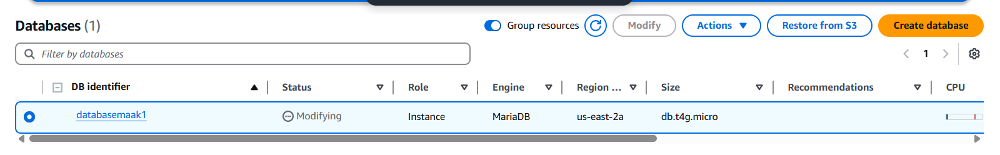 Databases (1)
Group resources
Modify
Actions
Restore from S3
Create database
Filter by databases
1
DB identifier
Status
Role
Engine
Region ...
Size
Recommendations
CPU
databasemaak1
Modifying
Instance
MariaDB
us-east-2a
db.t4g.micro